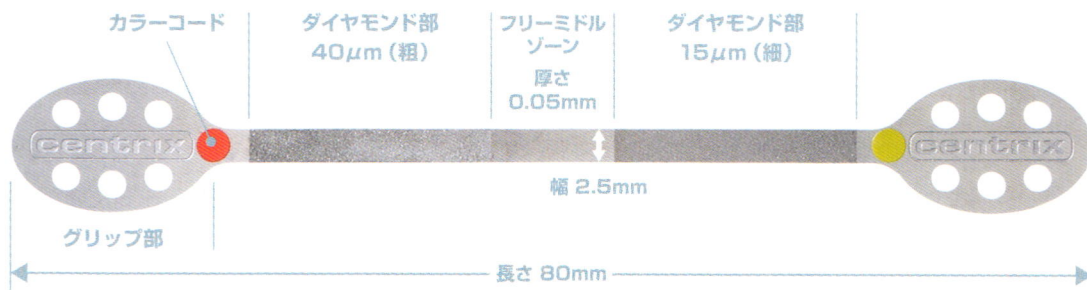 カラーコード
ダイヤモンド部
40μm（粗）
フリーミドル
ゾーン
厚さ
0.05mm
ダイヤモンド部
15μm（細）
centrix
centrix
幅 2.5mm
グリップ部
長さ 80mm